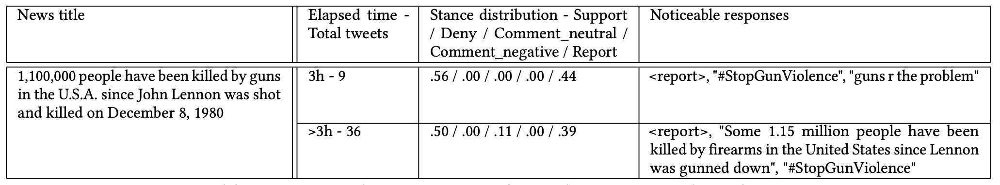 News title
Elapsed time -
Total tweets
Stance distribution - Support
/ Deny / Comment_neutral /
Comment_negative / Report
Noticeable responses
1,100,000 people have been killed by guns
in the U.S.A. since John Lennon was shot
and killed on December 8, 1980
3h - 9
.56 / .00 / .00 / .00 / .44
<report>, "#StopGunViolence", "guns r the problem"
>3h - 36
.50 / .00 / .11 / .00 / .39
<report>, "Some 1.15 million people have been
killed by firearms in the United States since Lennon
was gunned down", "#StopGunViolence"